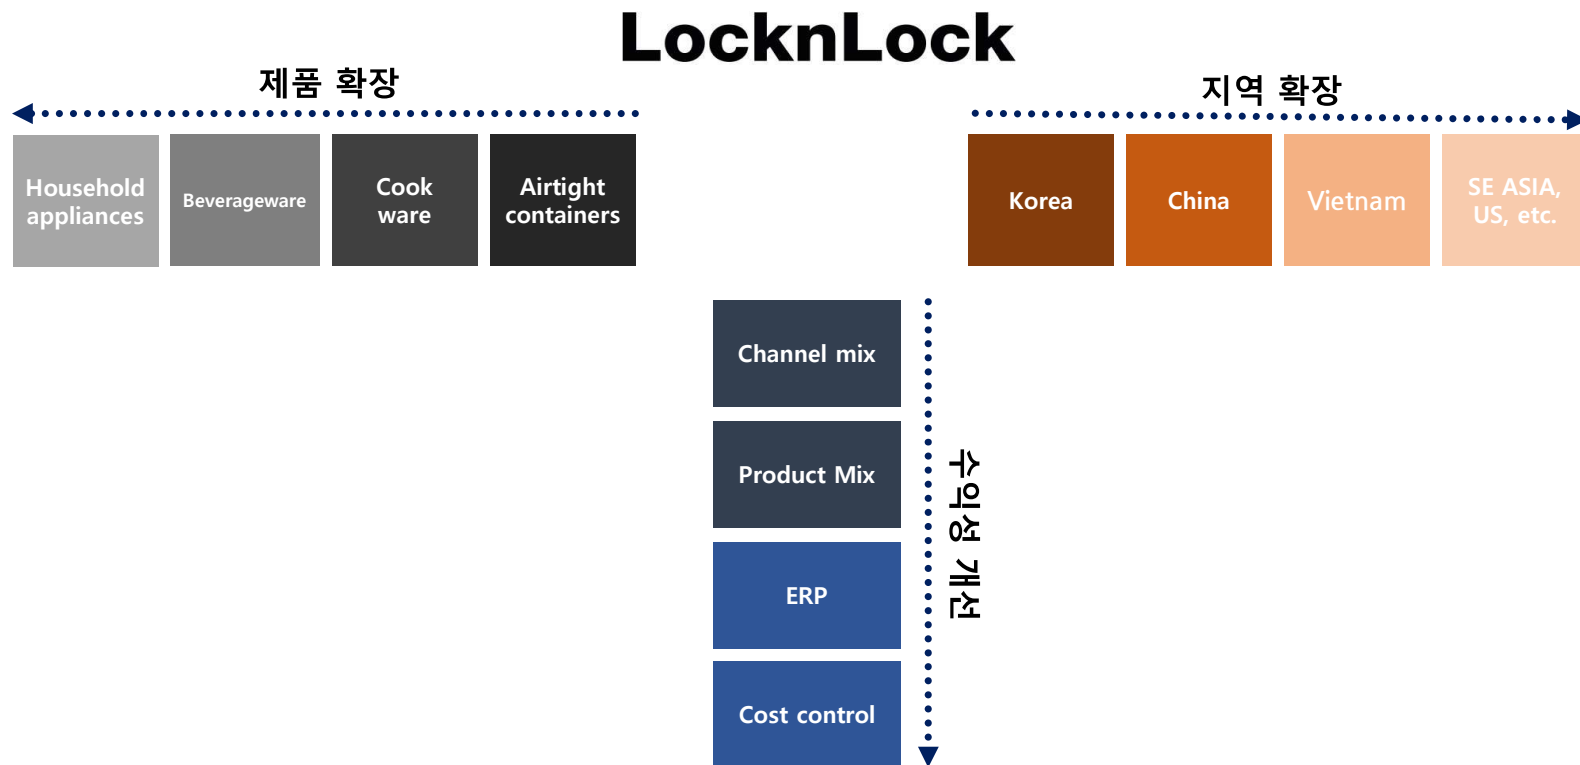 LocknLock
제품 확장
지역 확장
Household
appliances
Beverageware
Cook
ware
Airtight
containers
Korea
China
Vietnam
SE ASIA,
US, etc.
Channel mix
Product Mix
ERP
Cost control
수익성 개선